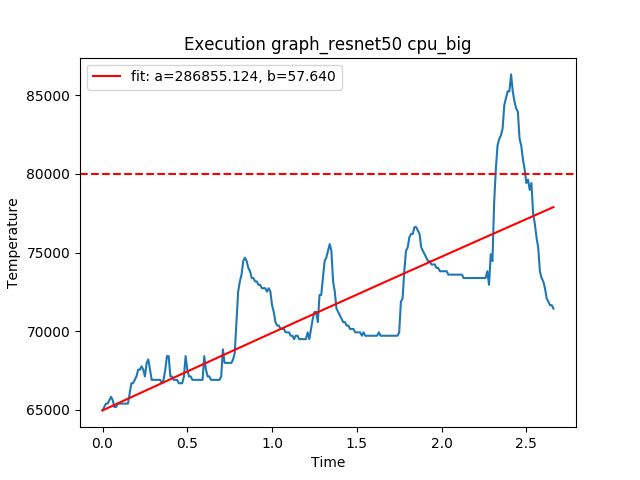 Execution graph_resnet50 cpu_big
fit: a=286855.124, b=57.640
Temperature
85000
80000
75000
70000
65000
0.0 0.5 1.0 1.5 2.0 2.5
Time